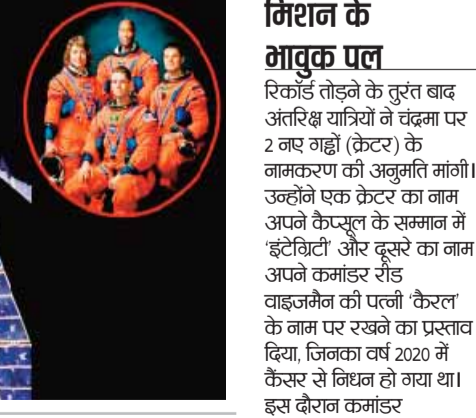 मिशन के
भावुक पल
रिकॉर्ड तोड़ने के तुरंत बाद
अंतरिक्ष यात्रियों ने चंद्रमा पर
2 नए गड्ढों (क्रेटर) के
नामकरण की अनुमति मांगी।
उन्होंने एक क्रेटर का नाम
अपने कैप्सूल के सम्मान में
'इंटेग्रिटी' और दूसरे का नाम
अपने कमांडर रीड
वाइजमैन की पत्नी 'कैरल'
के नाम पर रखने का प्रस्ताव
दिया, जिनका वर्ष 2020 में
कैंसर से निधन हो गया था।
इस दौरान कमांडर